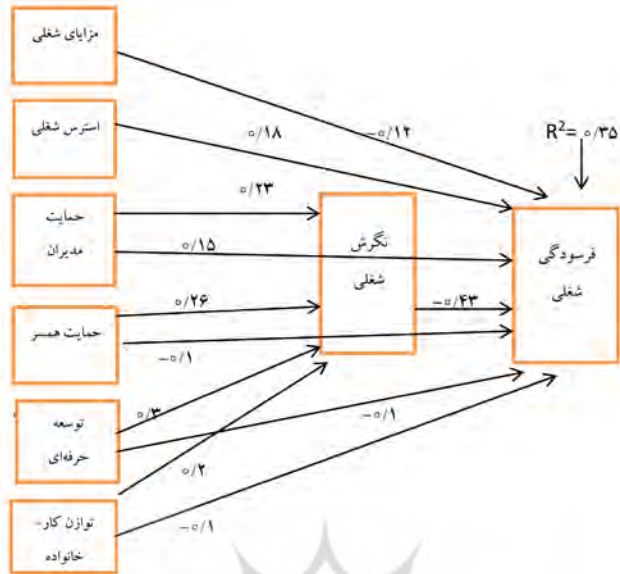 مزایای شغلی
استرس شغلی
حمایت
مدیران
حمایت همسر
توسعه
حرفه‌ای
توازن کار-
خانواده
نگرش
شغلی
فرسودگی
شغلی
R²= ۰/۳۵
-۰/۱۲
۰/۱۸
۰/۲۳
۰/۱۵
۰/۲۶
-۰/۴۳
-۰/۱
۰/۳
-۰/۱
۰/۲
-۰/۱